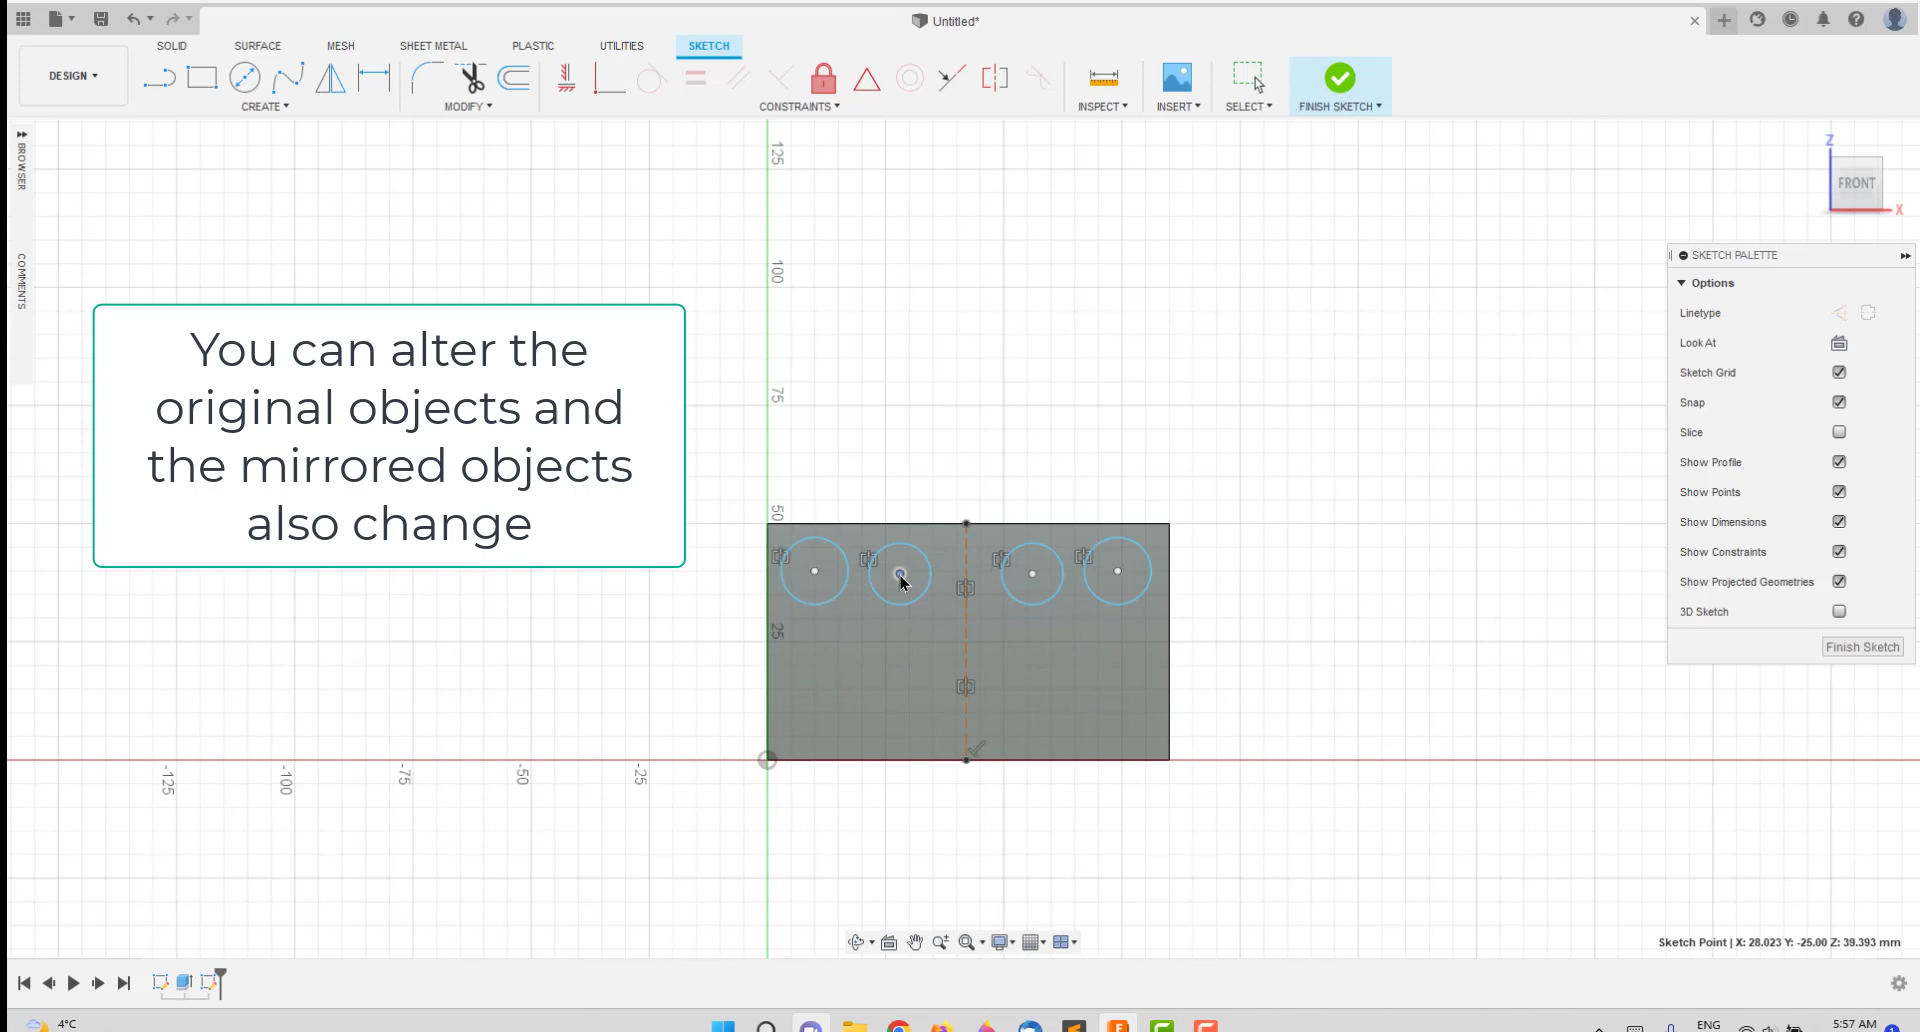 Untitled*
SOLID SURFACE MESH SHEET METAL PLASTIC UTILITIES SKETCH
DESIGN
CREATE MODIFY CONSTRAINTS INSPECT INSERT SELECT FINISH SKETCH
BROWSER
COMMENTS
125
100
75
50
25
-125
-100
-75
-50
-25
You can alter the
original objects and
the mirrored objects
also change
Z
FRONT
X
SKETCH PALETTE
Options
Linetype
Look At
Sketch Grid
Snap
Slice
Show Profile
Show Points
Show Dimensions
Show Constraints
Show Projected Geometries
3D Sketch
Finish Sketch
Sketch Point | X: 28.023 Y: -25.00 Z: 39.393 mm
4°C
ENG
5:57 AM